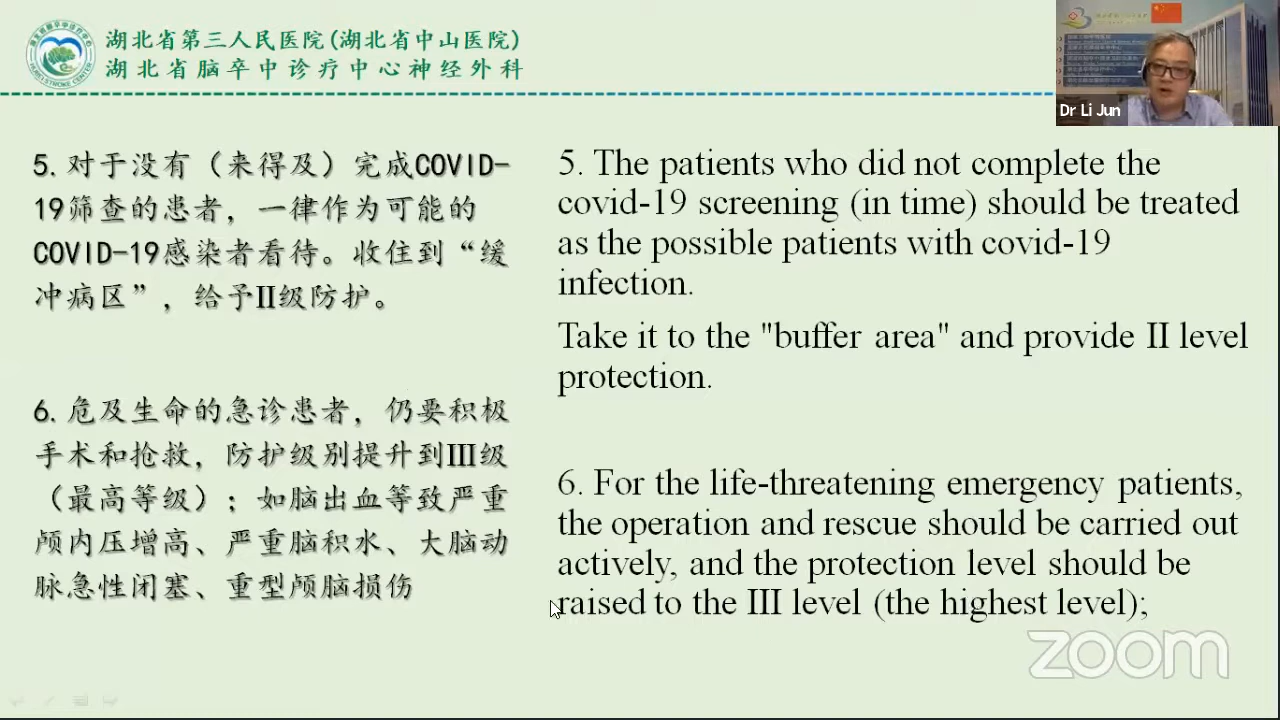 湖北省第三人民医院(湖北省中山医院)
湖北省脑卒中诊疗中心神经外科
Dr Li Jun
5. 对于没有（来得及）完成COVID-
19筛查的患者，一律作为可能的
COVID-19感染者看待。收住到“缓
冲病区”，给予II级防护。
6. 危及生命的急诊患者，仍要积极
手术和抢救，防护级别提升到III级
（最高等级）；如脑出血等致严重
颅内压增高、严重脑积水、大脑动
脉急性闭塞、重型颅脑损伤
5. The patients who did not complete the
covid-19 screening (in time) should be treated
as the possible patients with covid-19
infection.
Take it to the "buffer area" and provide II level
protection.
6. For the life-threatening emergency patients,
the operation and rescue should be carried out
actively, and the protection level should be
raised to the III level (the highest level);
zoom